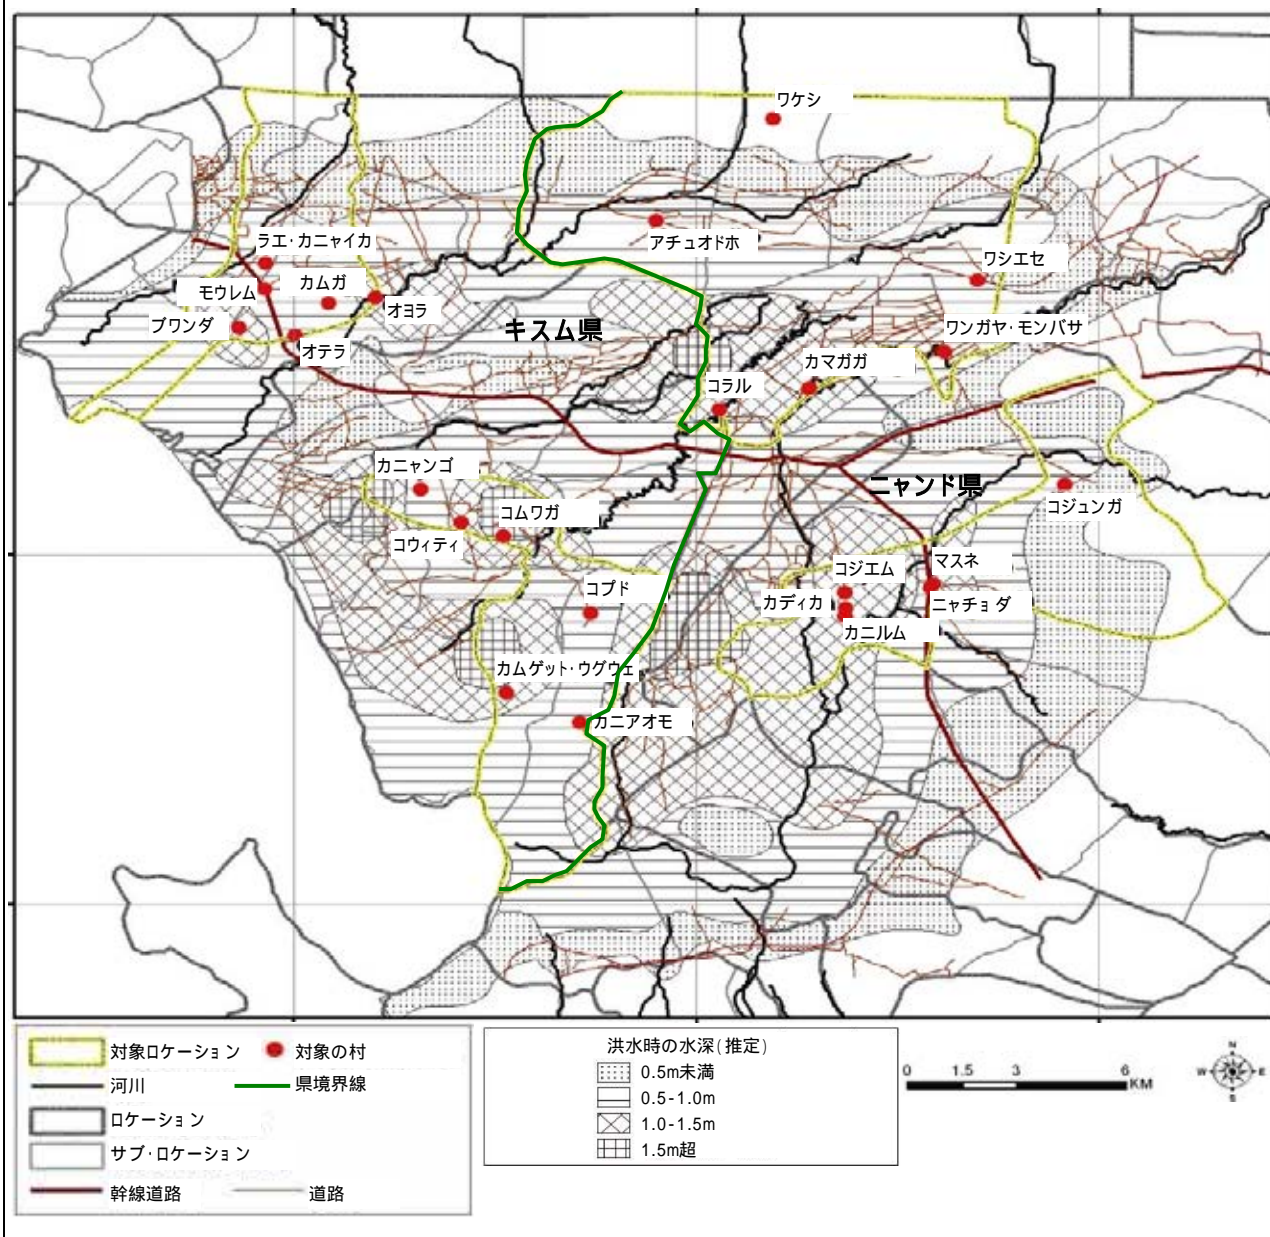 ワケシ
アチュオドホ
ラエ・カニャイカ
モウレム
カムガ
オヨラ
ブワンダ
オテラ
キスム県
ワシエセ
ワンガヤ・モンバサ
カマガガ
コラル
カニャンゴ
コムワガ
コウィティ
ニャンド県
コジュンガ
コジエム
マスネ
コプド
カディカ
ニャチョダ
カニルム
カムゲット・ウグウェ
カニアオモ
対象ロケーション
対象の村
河川
県境界線
ロケーション
サブ・ロケーション
幹線道路
道路
洪水時の水深(推定)
0.5m未満
0.5-1.0m
1.0-1.5m
1.5m超
0 1.5 3 6
KM
N
W E
S